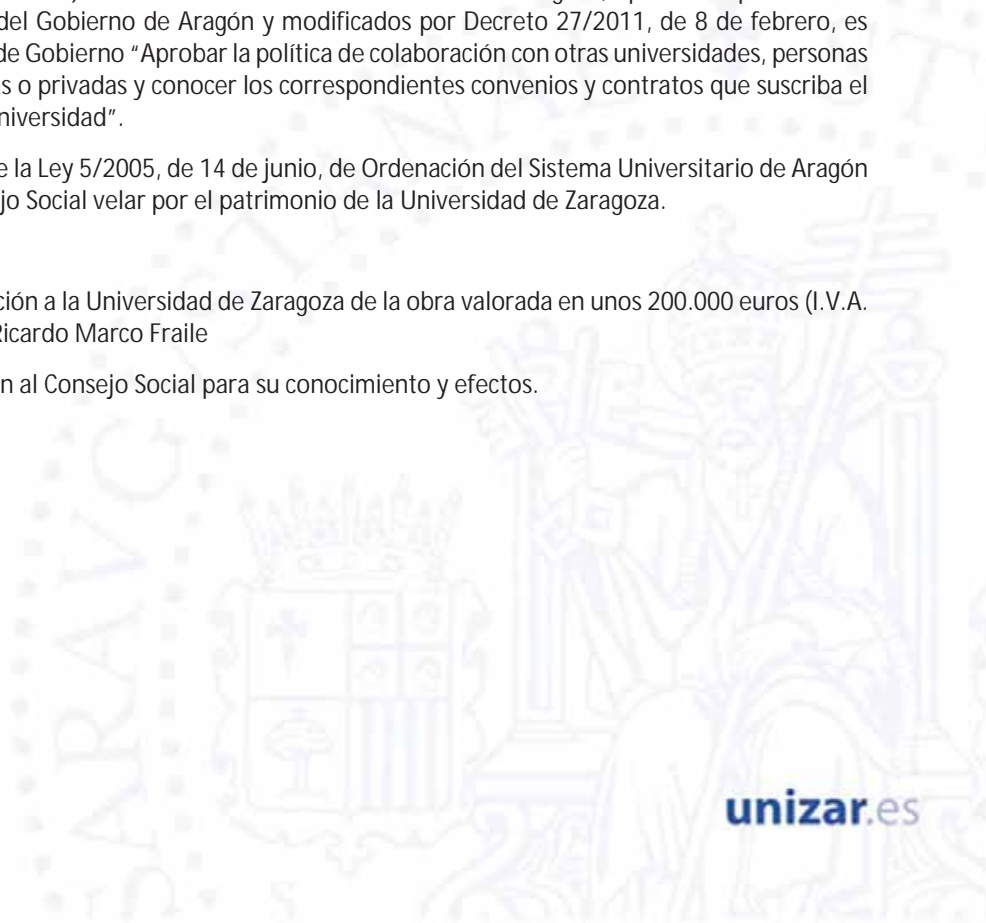 del Gobierno de Aragón y modificados por Decreto 27/2011, de 8 de febrero, es
de Gobierno "Aprobar la política de colaboración con otras universidades, personas
s o privadas y conocer los correspondientes convenios y contratos que suscriba el
niversidad".
e la Ley 5/2005, de 14 de junio, de Ordenación del Sistema Universitario de Aragón
jo Social velar por el patrimonio de la Universidad de Zaragoza.
ción a la Universidad de Zaragoza de la obra valorada en unos 200.000 euros (I.V.A.
Ricardo Marco Fraile
n al Consejo Social para su conocimiento y efectos.
unizar.es